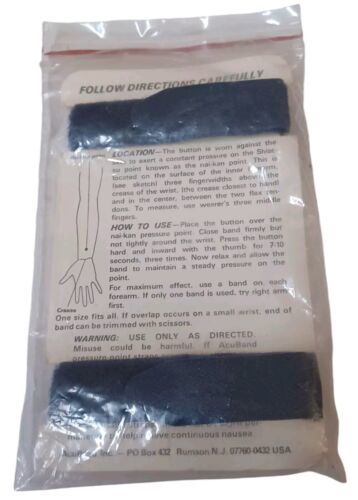 FOLLOW DIRECTIONS CAREFULLY
LOCATION—The button is worn against the
to exert a constant pressure on the Shiat-
su point known as the nai-kan point. This is
located on the surface of the inner
(see sketch) three fingerwidths above the
crease of wrist, (the crease closest to hand)
and in the center, between the two flex
dons. To measure, use wearer's three middle
fingers.
HOW TO USE—Place the button over the
nai-kan pressure point. Close band firmly but
not tightly around the wrist. Press the button
hard and inward with the thumb for 7-10
seconds, three times. Now relax and allow the
band to maintain a steady pressure on the
point.
For maximum effect, use a band on each
forearm. If only one band is used, try right arm
first.
Crease
One size fits all. If overlap occurs on a small wrist, end of
band can be trimmed with scissors.
WARNING: USE ONLY AS DIRECTED.
Misuse could be harmful. If AcuBand
pressure-point
continuous nausea.
Inc. — PO Box 432 Rumson N.J. 07760-0432 USA